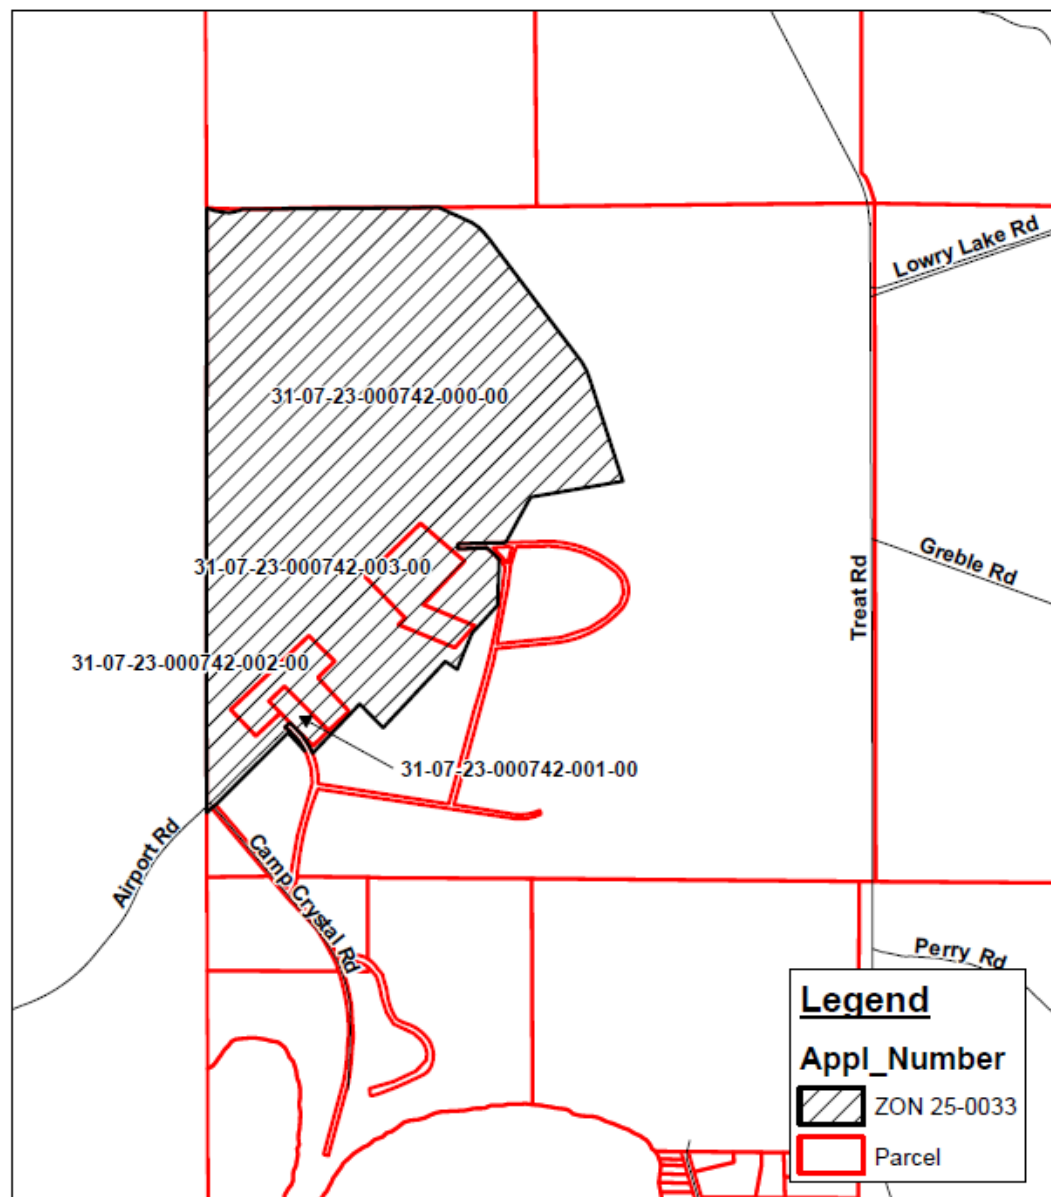 Lowry Lake Rd
31-07-23-000742-000-00
Greble Rd
31-07-23-000742-003-00
Treat Rd
31-07-23-000742-002-00
31-07-23-000742-001-00
Airport Rd
Camp Crystal Rd
Perry Rd
Legend
Appl_Number
ZON 25-0033
Parcel